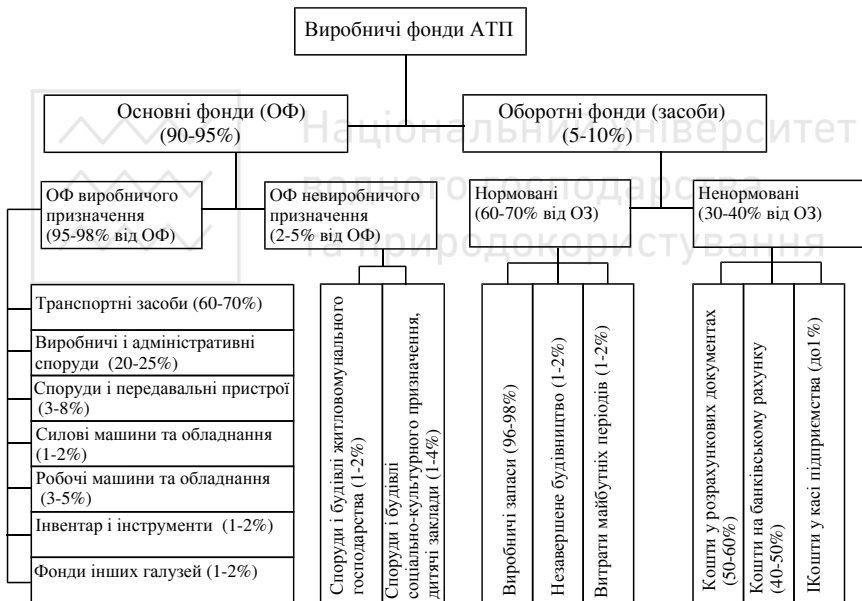 Виробничі фонди АТП
Основні фонди (ОФ)
(90-95%)
Оборотні фонди (засоби)
(5-10%)
Національний університет
водного господарства
та природокористування
ОФ виробничого
призначення
(95-98% від ОФ)
ОФ невиробничого
призначення
(2-5% від ОФ)
Нормовані
(60-70% від ОЗ)
Ненормовані
(30-40% від ОЗ)
Транспортні засоби (60-70%)
Виробничі і адміністративні
споруди (20-25%)
Споруди і передавальні пристрої
(3-8%)
Силові машини та обладнання
(1-2%)
Робочі машини та обладнання
(3-5%)
Інвентар і інструменти (1-2%)
Фонди інших галузей (1-2%)
Споруди і будівлі житловомунального
господарства (1-2%)
Споруди і будівлі
соціально-культурного призначення,
дитячі заклади (1-4%)
Виробничі запаси (96-98%)
Незавершене будівництво (1-2%)
Витрати майбутніх періодів (1-2%)
Кошти у розрахункових документах
(50-60%)
Кошти на банківському рахунку
(40-50%)
ІКошти у касі підприємства (до1%)